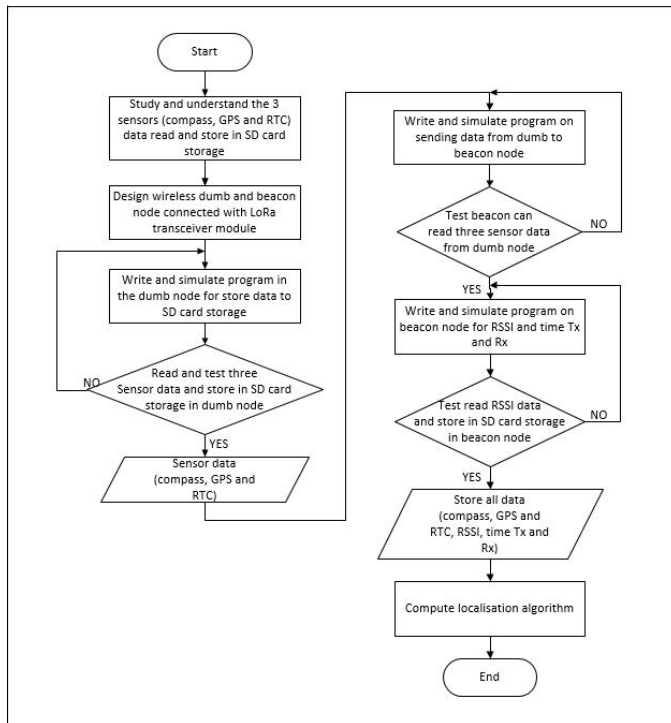 Start
Study and understand the 3
sensors (compass, GPS and RTC)
data read and store in SD card
storage
Design wireless dumb and beacon
node connected with LoRa
transceiver module
Write and simulate program in
the dumb node for store data to
SD card storage
NO
Read and test three
Sensor data and store in SD card
storage in dumb node
YES
Sensor data
(compass, GPS and
RTC)
Write and simulate program on
sending data from dumb to
beacon node
Test beacon can
read three sensor data
from dumb node
NO
YES
Write and simulate program on
beacon node for RSSI and time Tx
and Rx
Test read RSSI data
and store in SD card storage
in beacon node
NO
YES
Store all data
(compass, GPS and
RTC, RSSI, time Tx and
Rx)
Compute localisation algorithm
End